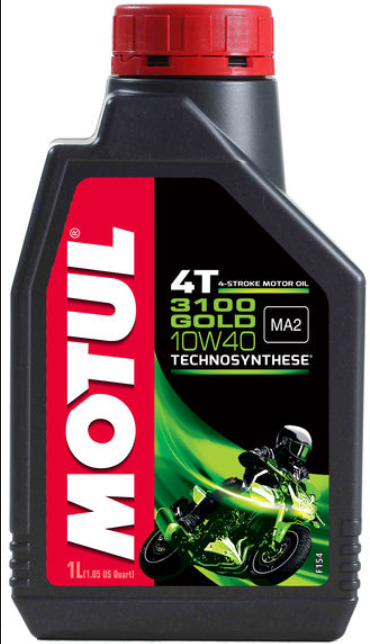 MOTUL®
4T 4-STROKE MOTOR OIL
3100
GOLD
MA2
10W40
TECHNOSYNTHESE®
1L(1.05 US Quart)
F154